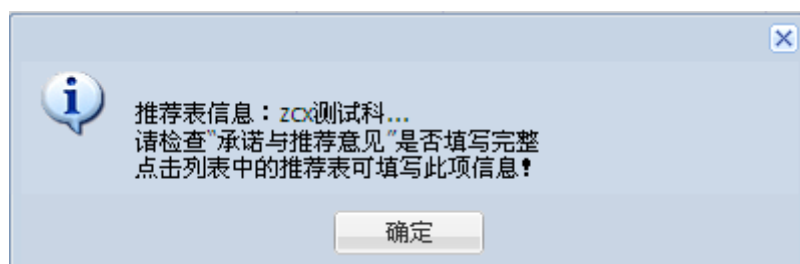 推荐表信息：zcx测试科...
请检查"承诺与推荐意见"是否填写完整
点击列表中的推荐表可填写此项信息！
确定